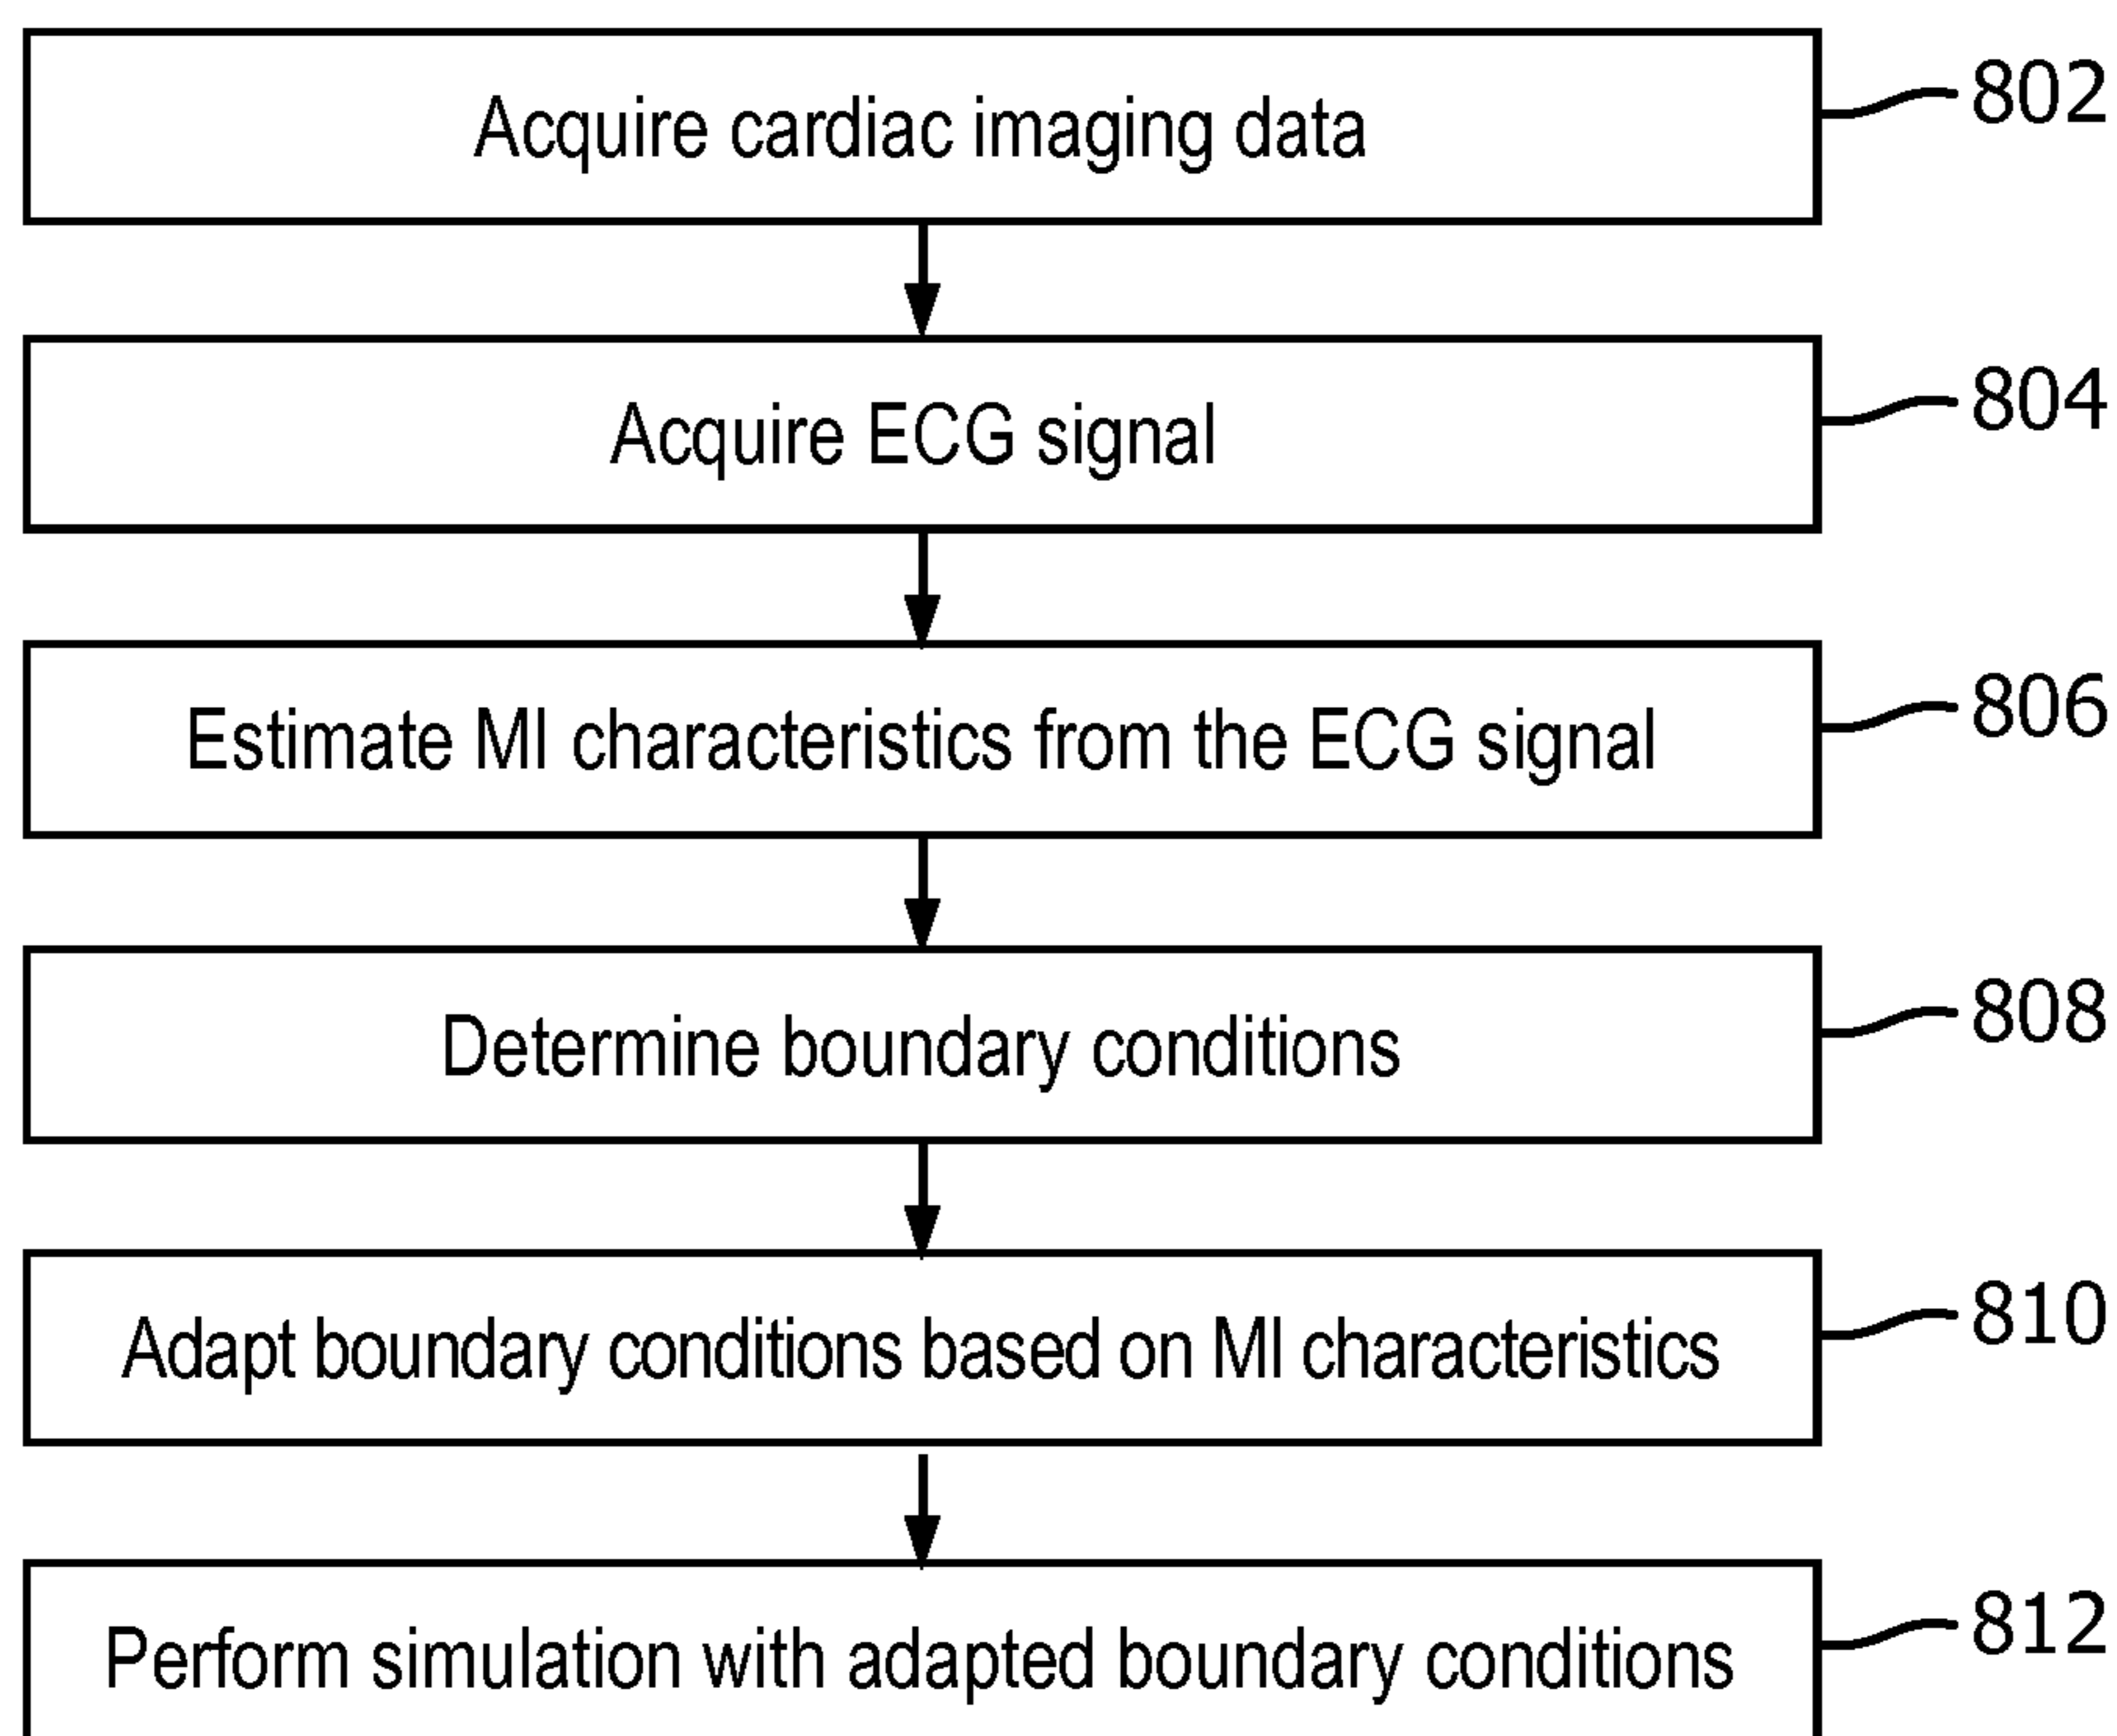 Acquire cardiac imaging data 802
Acquire ECG signal 804
Estimate MI characteristics from the ECG signal 806
Determine boundary conditions 808
Adapt boundary conditions based on MI characteristics 810
Perform simulation with adapted boundary conditions 812